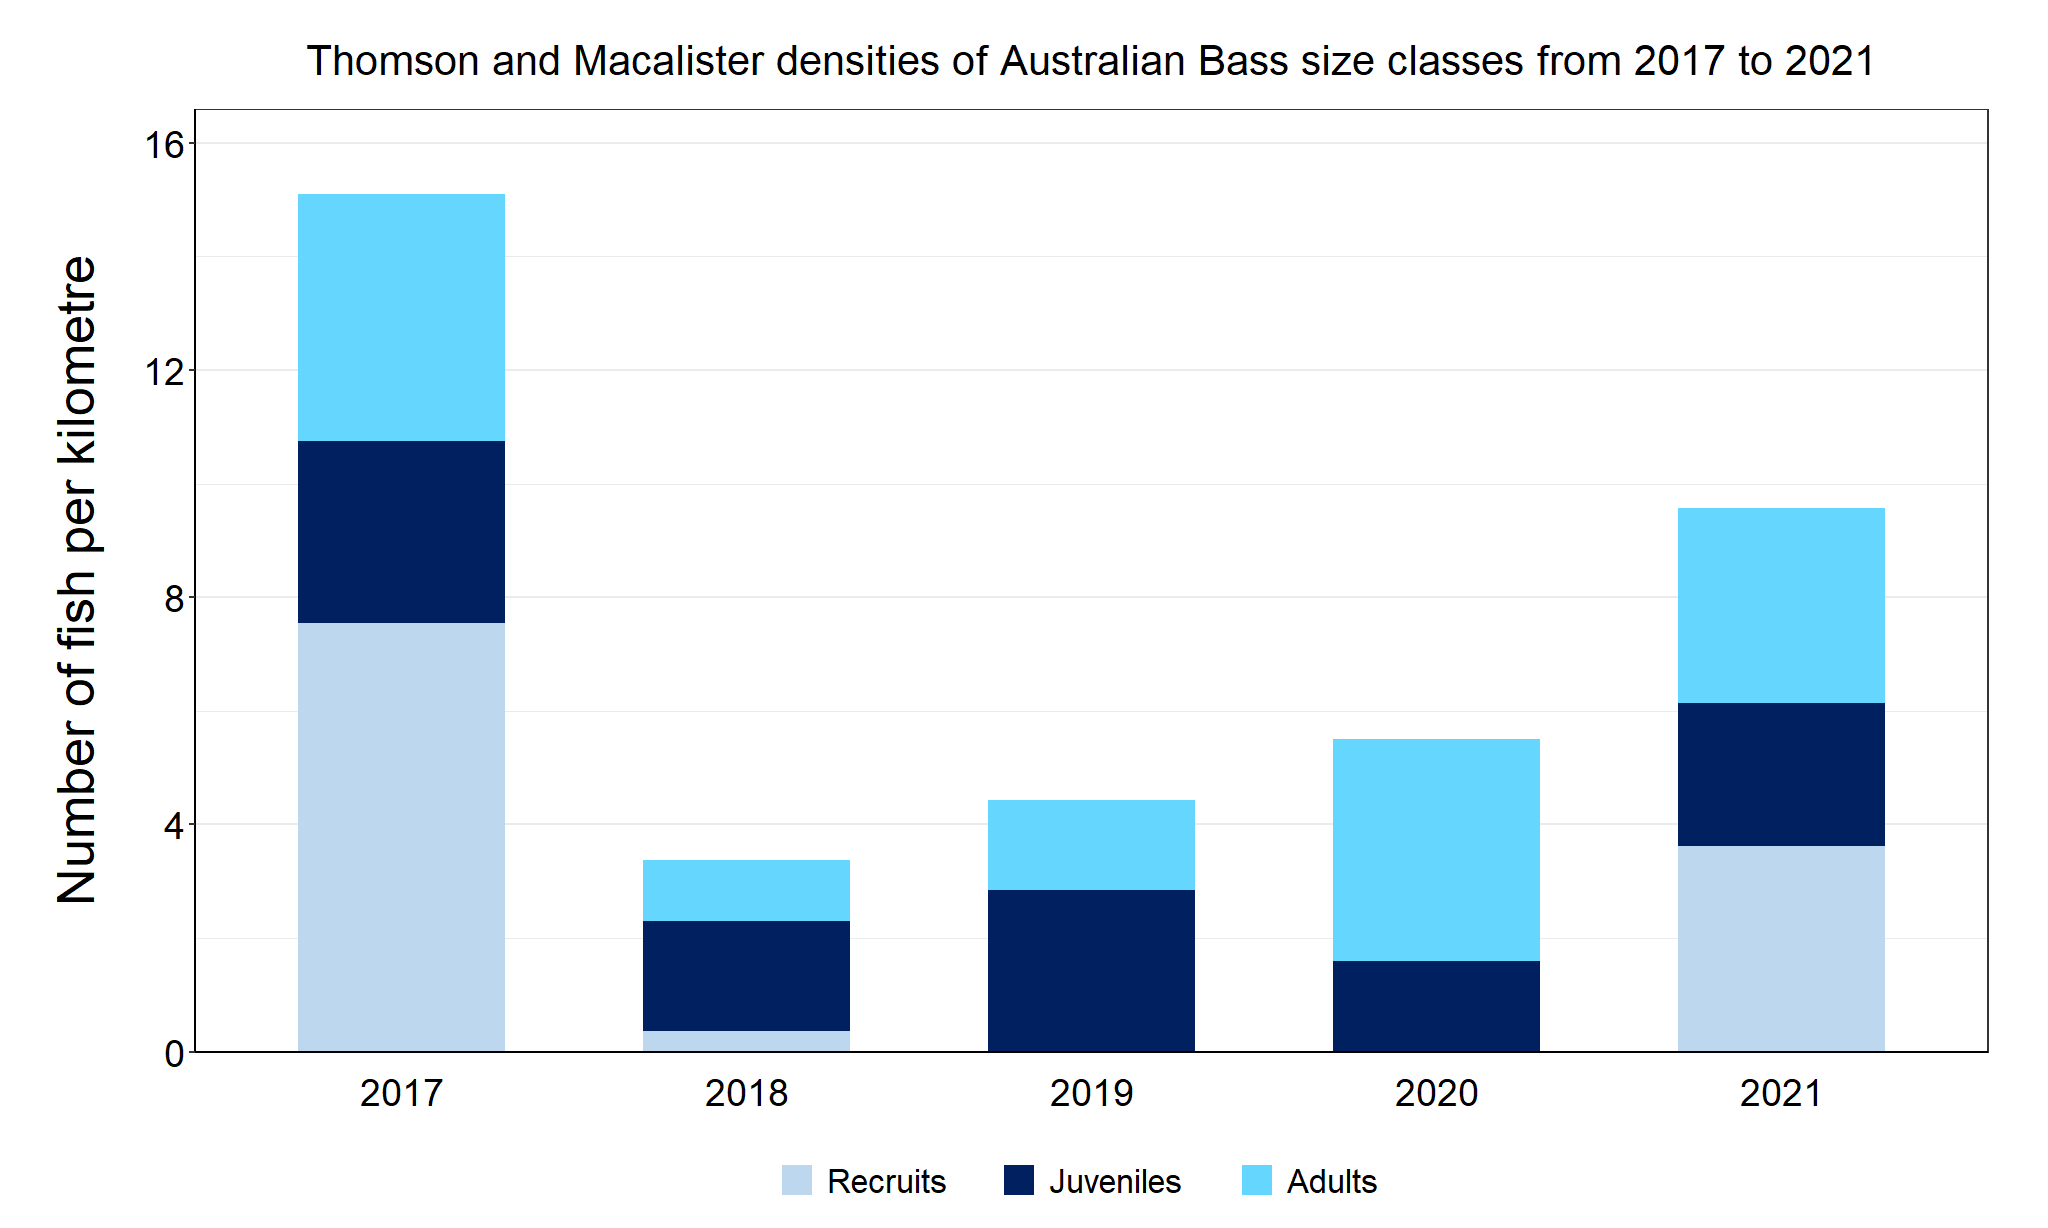 Thomson and Macalister densities of Australian Bass size classes from 2017 to 2021
Number of fish per kilometre
16
12
8
4
0
2017 2018 2019 2020 2021
Recruits Juveniles Adults